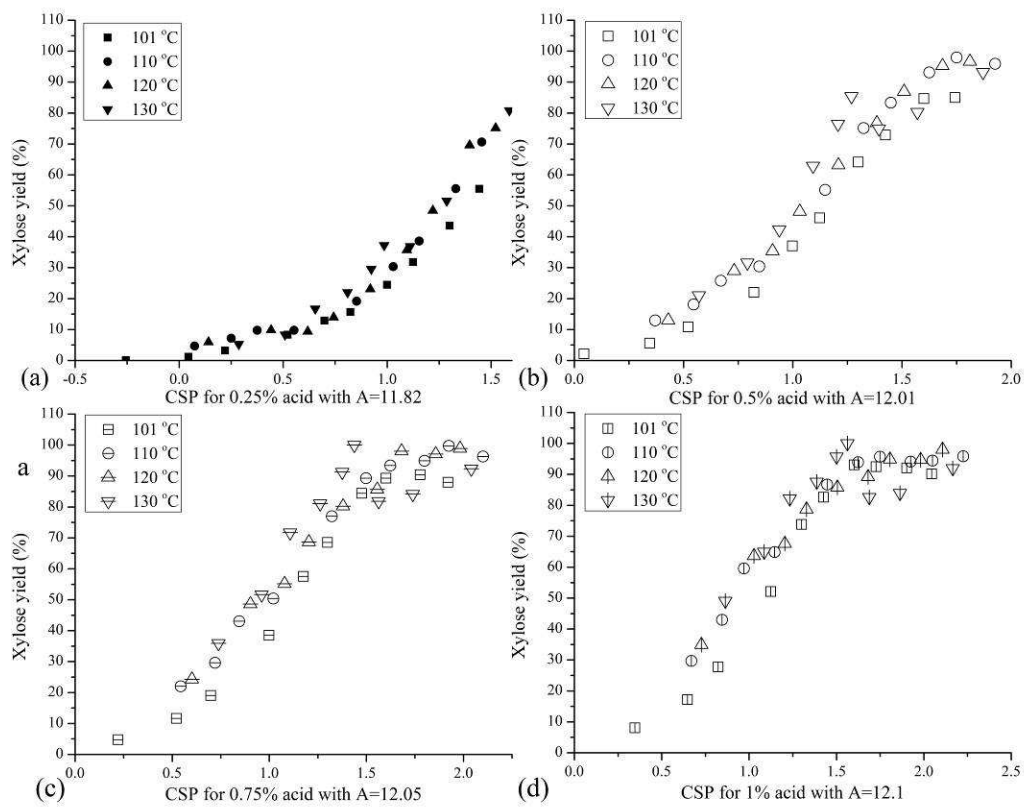 110
100
90
80
70
60
50
40
30
20
10
0
Xylose yield (%)
101 °C
110 °C
120 °C
130 °C
(a)
-0.5 0.0 0.5 1.0 1.5
CSP for 0.25% acid with A=11.82
110
100
90
80
70
60
50
40
30
20
10
0
Xylose yield (%)
101 °C
110 °C
120 °C
130 °C
(b)
0.0 0.5 1.0 1.5 2.0
CSP for 0.5% acid with A=12.01
a
110
100
90
80
70
60
50
40
30
20
10
0
Xylose yield (%)
101 °C
110 °C
120 °C
130 °C
(c)
0.0 0.5 1.0 1.5 2.0
CSP for 0.75% acid with A=12.05
110
100
90
80
70
60
50
40
30
20
10
0
Xylose yield (%)
101 °C
110 °C
120 °C
130 °C
(d)
0.0 0.5 1.0 1.5 2.0 2.5
CSP for 1% acid with A=12.1